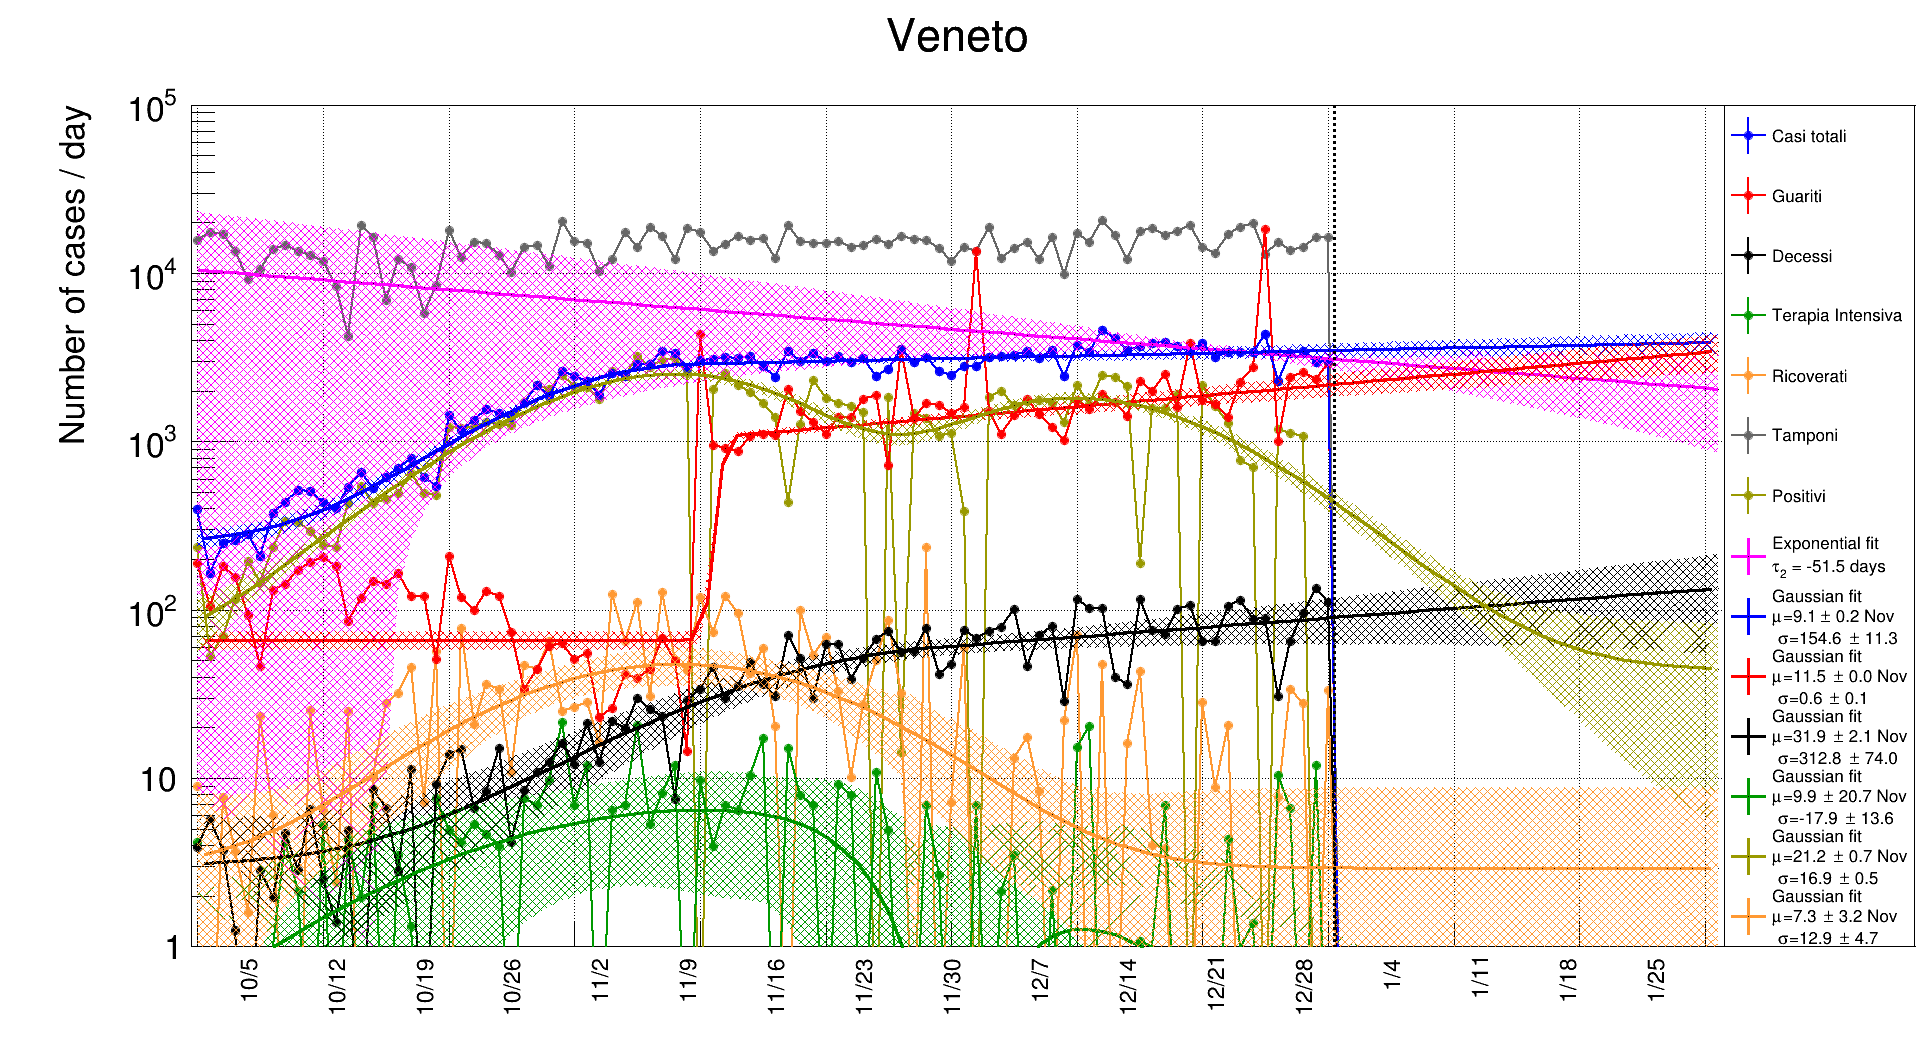 Veneto
Number of cases / day
10^5
10^4
10^3
10^2
10
1
10/5
10/12
10/19
10/26
11/2
11/9
11/16
11/23
11/30
12/7
12/14
12/21
12/28
1/4
1/11
1/18
1/25
Casi totali
Guariti
Decessi
Terapia Intensiva
Ricoverati
Tamponi
Positivi
Exponential fit
τ₂ = -51.5 days
Gaussian fit
μ=9.1 ± 0.2 Nov
σ=154.6 ± 11.3
Gaussian fit
μ=11.5 ± 0.0 Nov
σ=0.6 ± 0.1
Gaussian fit
μ=31.9 ± 2.1 Nov
σ=312.8 ± 74.0
Gaussian fit
μ=9.9 ± 20.7 Nov
σ=-17.9 ± 13.6
Gaussian fit
μ=21.2 ± 0.7 Nov
σ=16.9 ± 0.5
Gaussian fit
μ=7.3 ± 3.2 Nov
σ=12.9 ± 4.7